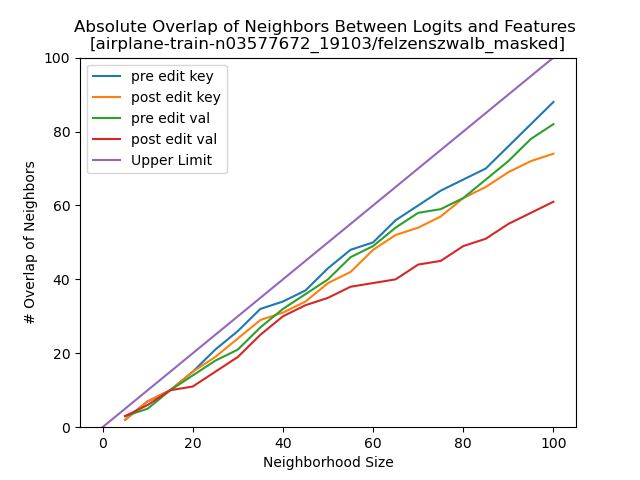 Absolute Overlap of Neighbors Between Logits and Features
[airplane-train-n03577672_19103/felzenszwalb_masked]
pre edit key
post edit key
pre edit val
post edit val
Upper Limit
# Overlap of Neighbors
100
80
60
40
20
0
0 20 40 60 80 100
Neighborhood Size